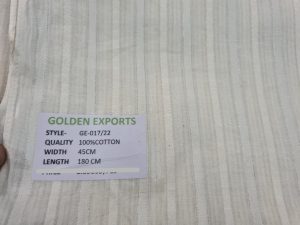 GOLDEN EXPORTS
STYLE- GE-017/22
QUALITY 100%COTTON
WIDTH 45CM
LENGTH 180 CM